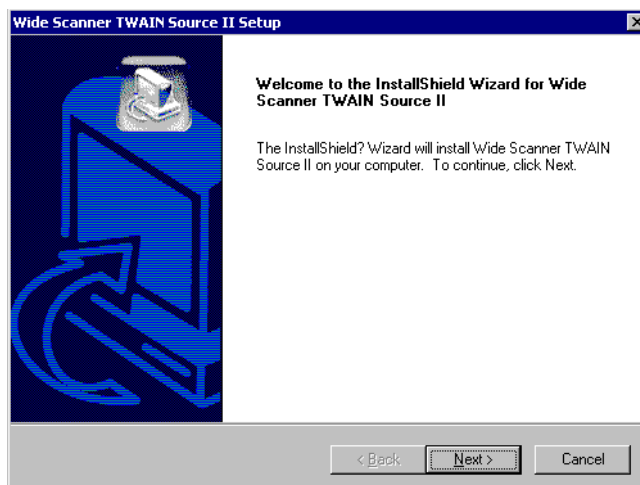 Wide Scanner TWAIN Source II Setup
Welcome to the InstallShield Wizard for Wide
Scanner TWAIN Source II
The InstallShield? Wizard will install Wide Scanner TWAIN
Source II on your computer. To continue, click Next.
< Back
Next >
Cancel